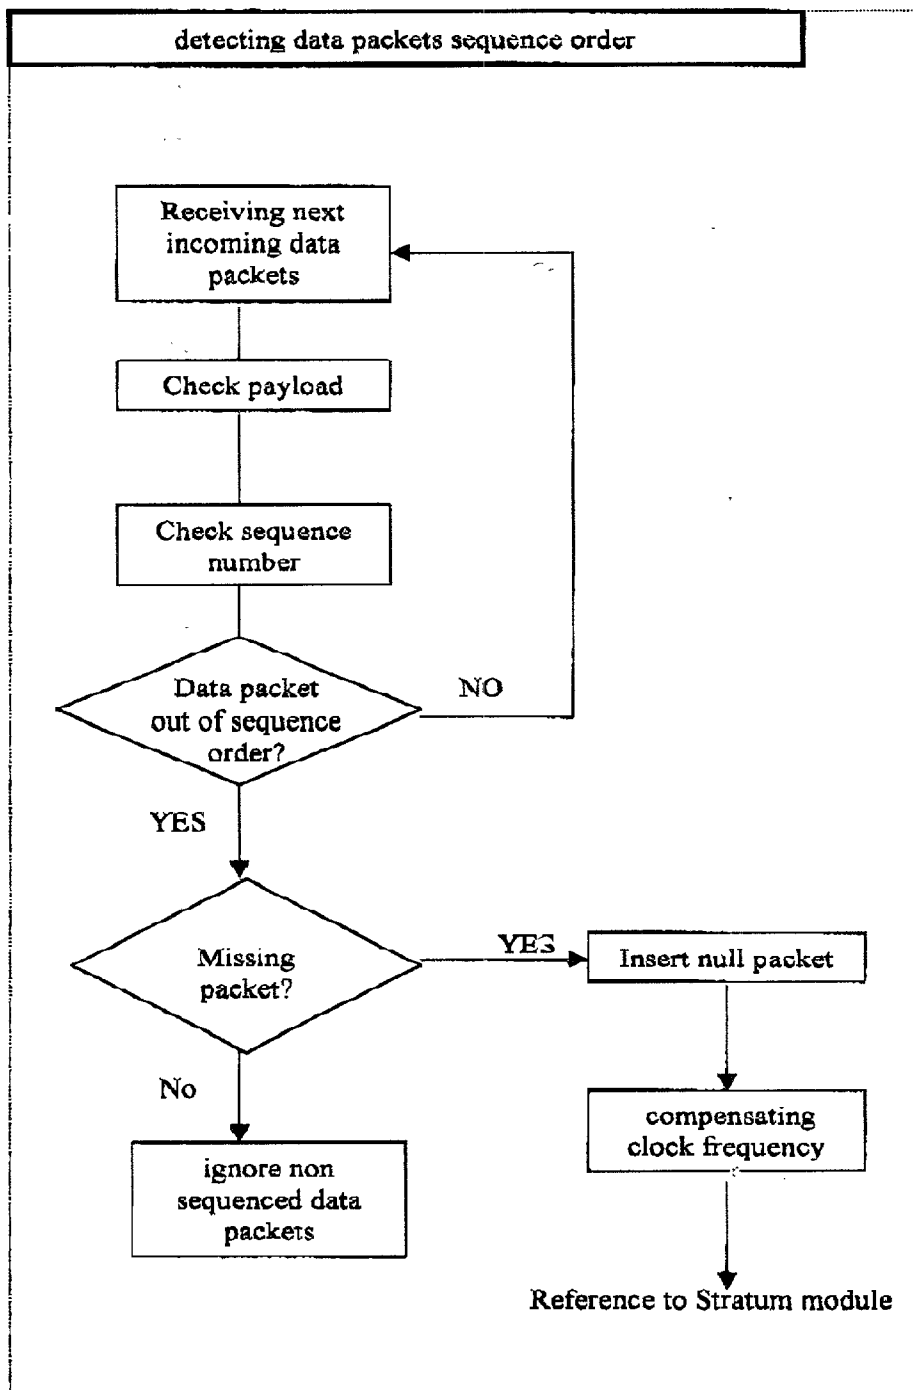 detecting data packets sequence order
Receiving next
incoming data
packets
Check payload
Check sequence
number
Data packet
out of sequence
order?
NO
YES
Missing
packet?
YES
Insert null packet
No
compensating
clock frequency
ignore non
sequenced data
packets
Reference to Stratum module